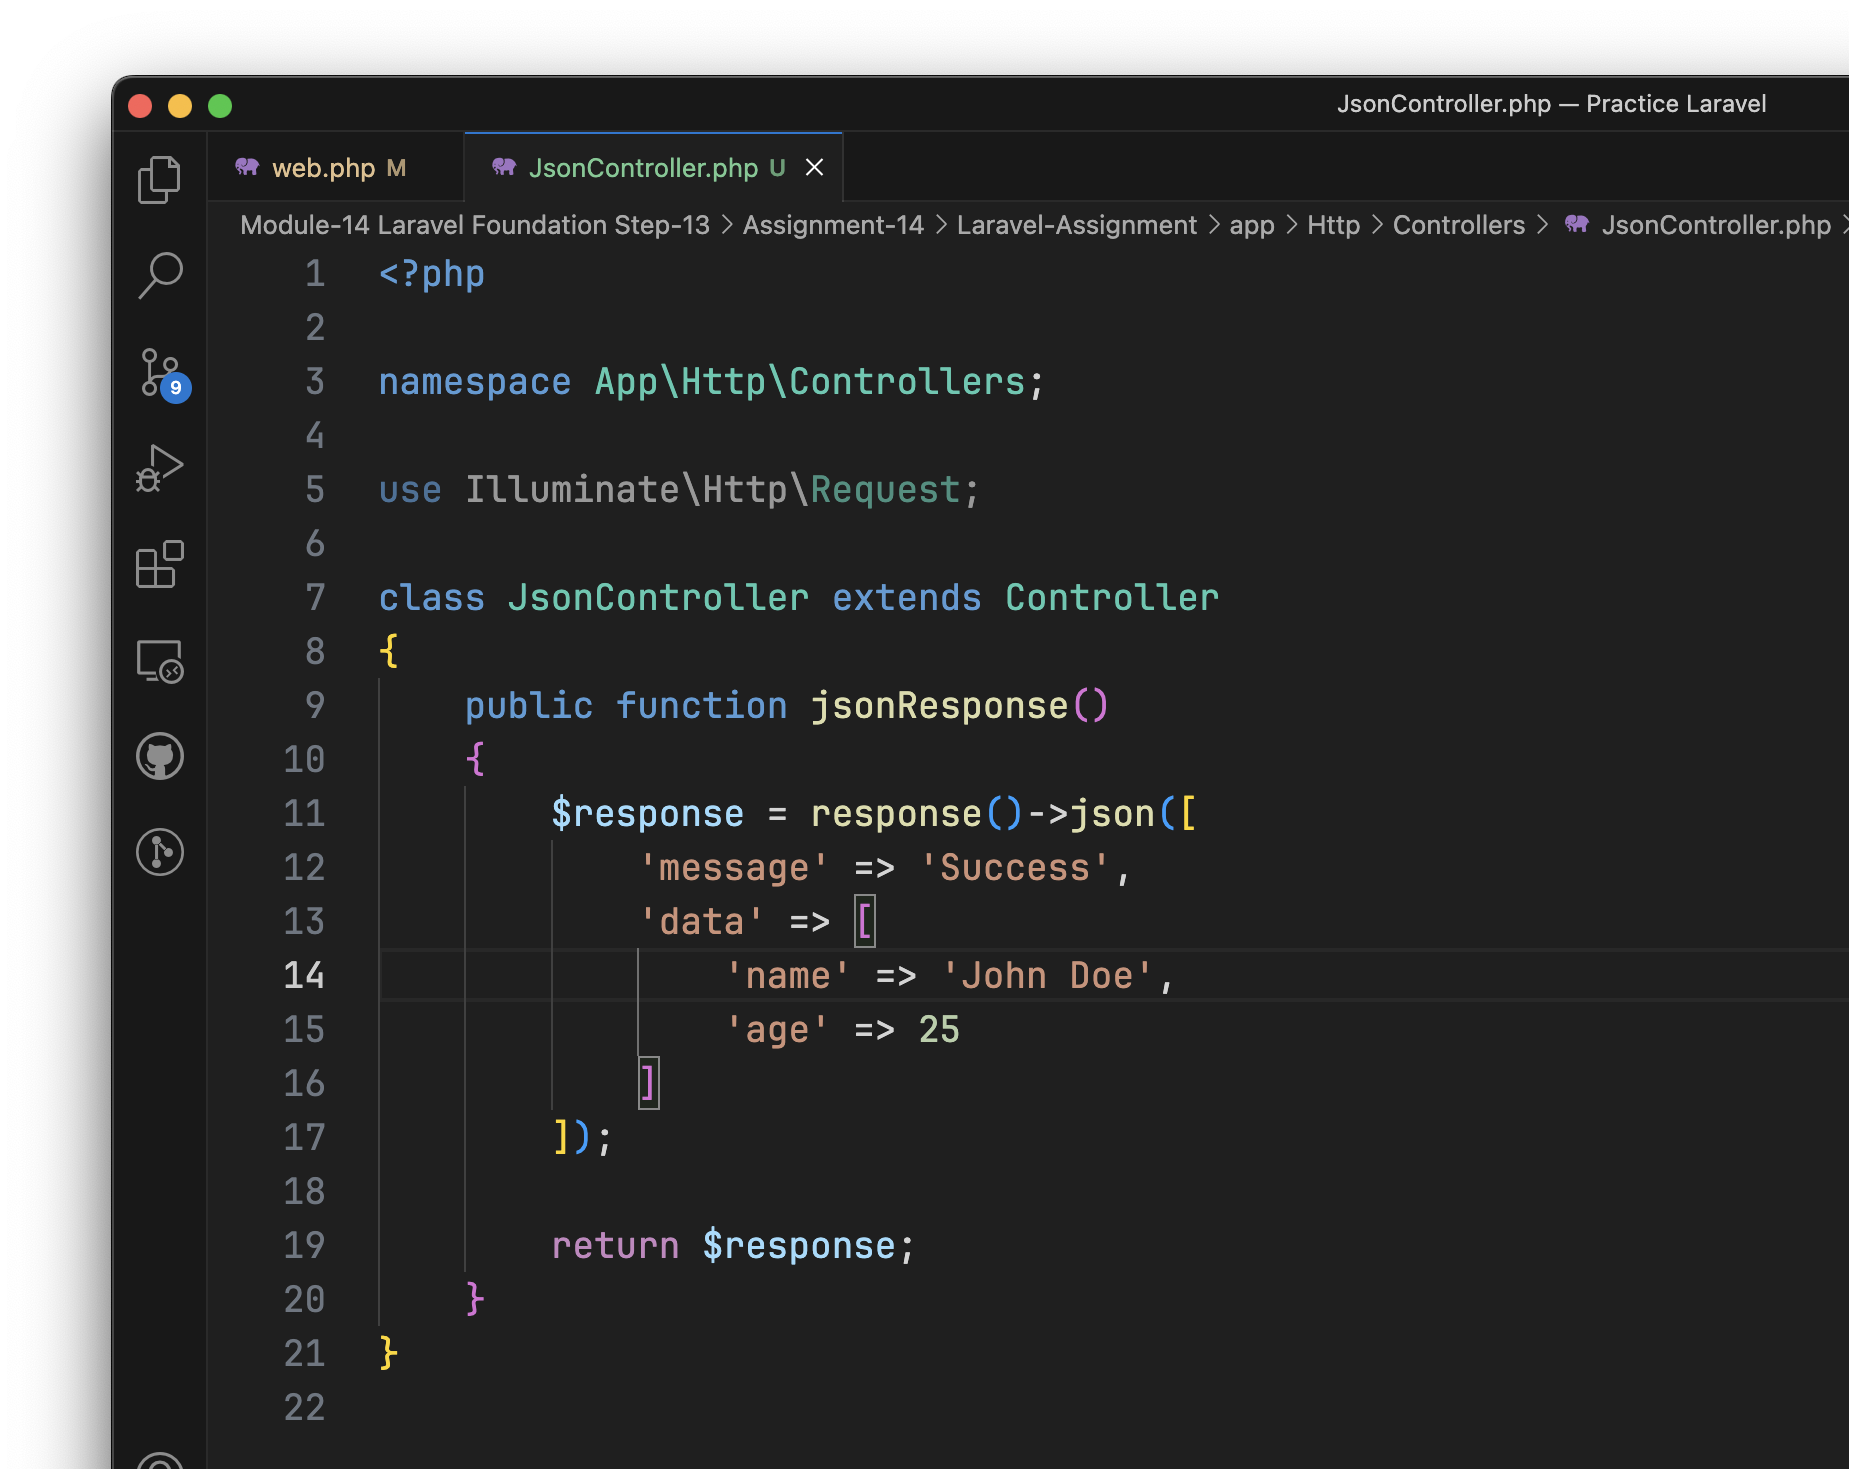 JsonController.php — Practice Laravel
web.php M JsonController.php U
Module-14 Laravel Foundation Step-13 > Assignment-14 > Laravel-Assignment > app > Http > Controllers > JsonController.php >
1 <?php
2
3 namespace App\Http\Controllers;
4
5 use Illuminate\Http\Request;
6
7 class JsonController extends Controller
8 {
9     public function jsonResponse()
10     {
11         $response = response()->json([
12             'message' => 'Success',
13             'data' => [
14                 'name' => 'John Doe',
15                 'age' => 25
16             ]
17         ]);
18
19         return $response;
20     }
21 }
22
9